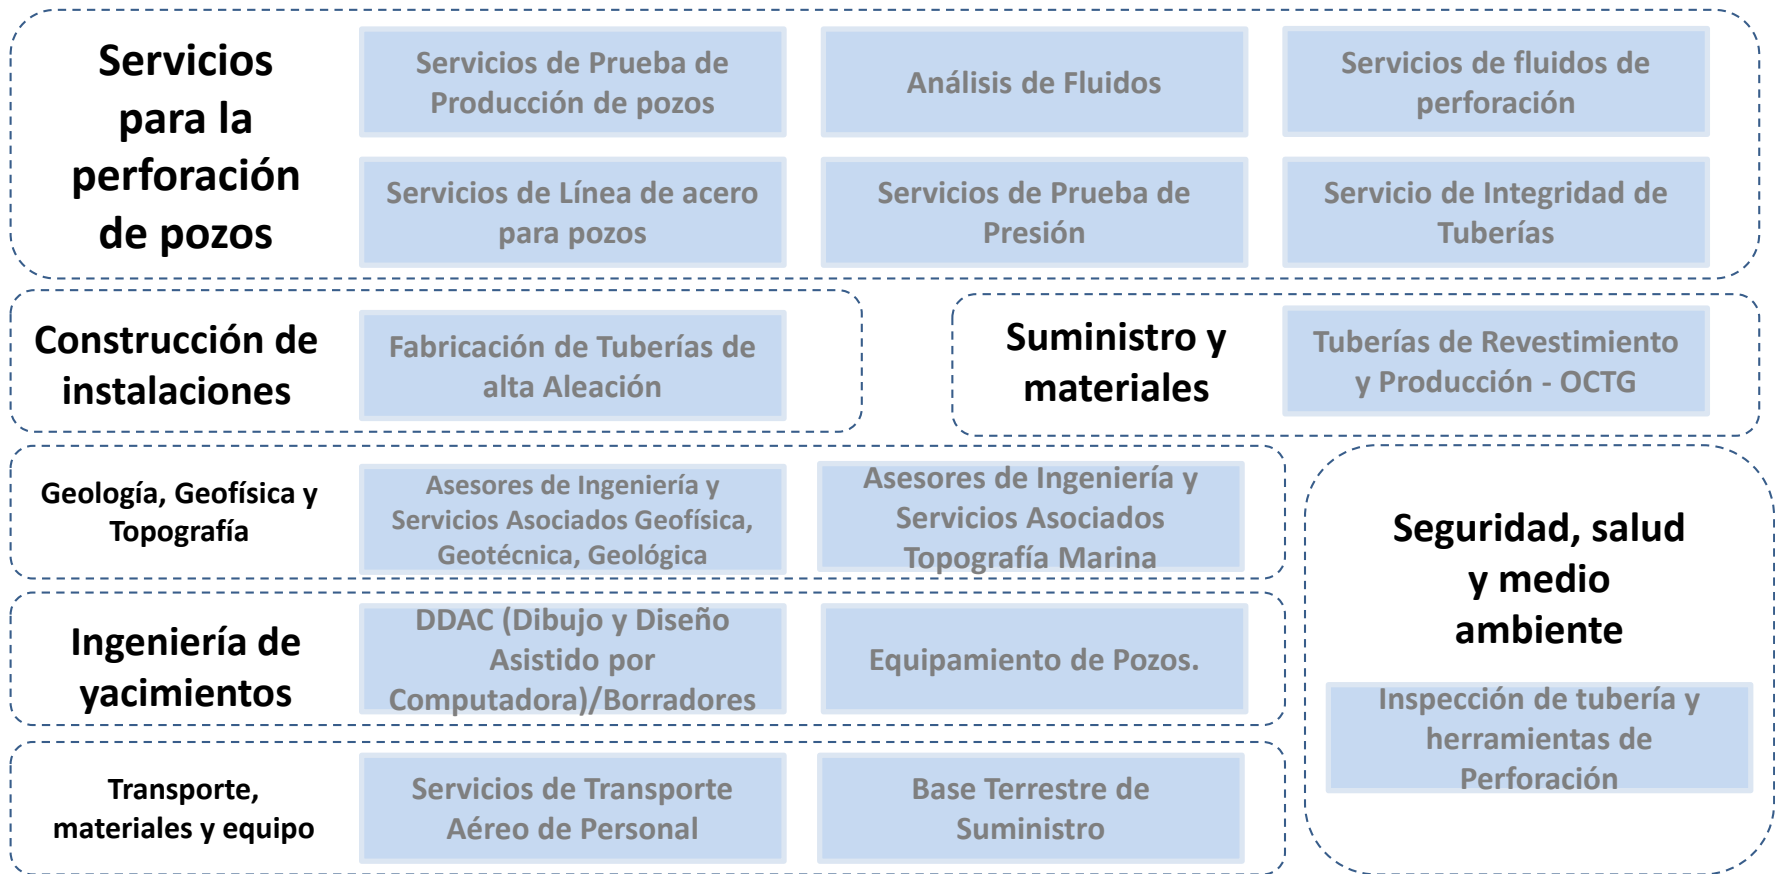 Servicios
para la
perforación
de pozos
Servicios de Prueba de
Producción de pozos
Análisis de Fluidos
Servicios de fluidos de
perforación
Servicios de Línea de acero
para pozos
Servicios de Prueba de
Presión
Servicio de Integridad de
Tuberías
Construcción de
instalaciones
Fabricación de Tuberías de
alta Aleación
Suministro y
materiales
Tuberías de Revestimiento
y Producción - OCTG
Geología, Geofísica y
Topografía
Asesores de Ingeniería y
Servicios Asociados Geofísica,
Geotécnica, Geológica
Asesores de Ingeniería y
Servicios Asociados
Topografía Marina
Seguridad, salud
y medio
ambiente
Inspección de tubería y
herramientas de
Perforación
Ingeniería de
yacimientos
DDAC (Dibujo y Diseño
Asistido por
Computadora)/Borradores
Equipamiento de Pozos.
Transporte,
materiales y equipo
Servicios de Transporte
Aéreo de Personal
Base Terrestre de
Suministro